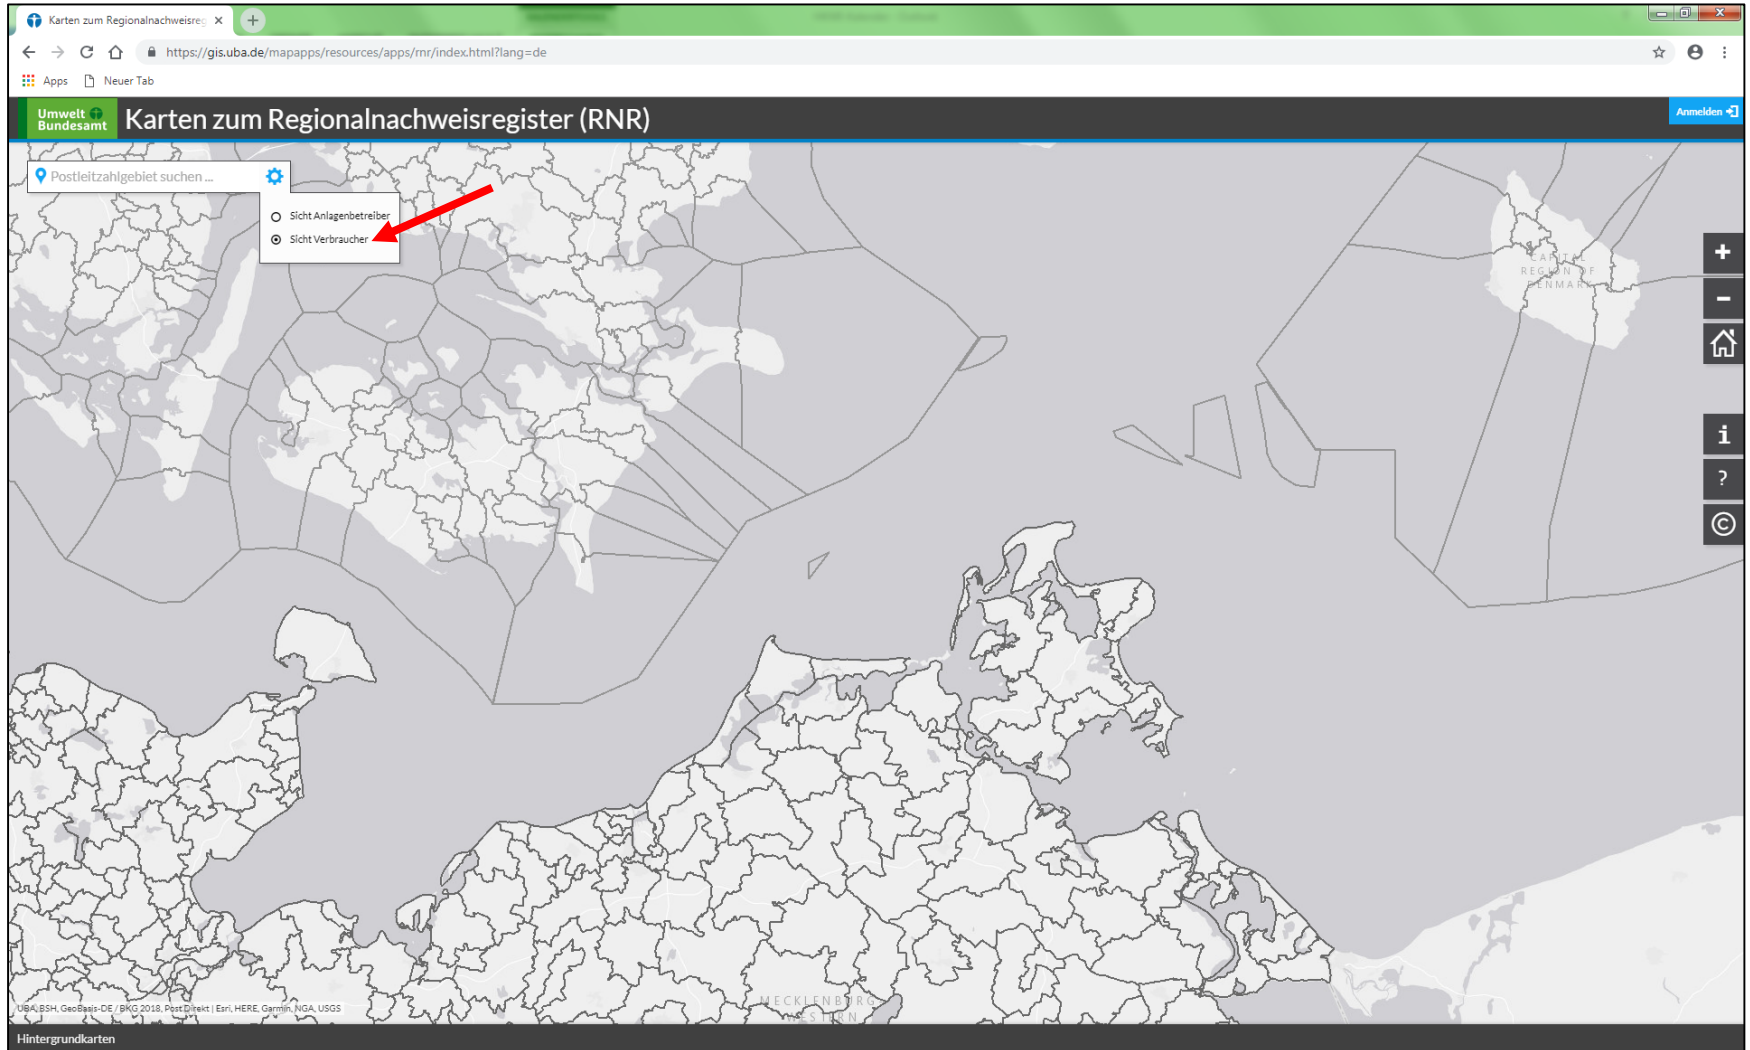 Karten zum Regionalnachweisreg
https://gis.uba.de/mapapps/resources/apps/rnr/index.html?lang=de
Apps Neuer Tab
Umwelt
Bundesamt
Karten zum Regionalnachweisregister (RNR)
Anmelden
Postleitzahlgebiet suchen ...
Sicht Anlagenbetreiber
Sicht Verbraucher
CAPITAL
REGION OF
DENMARK
+
−
i
?
©
MECKLENBURG
WESTERN
UBA, BSH, GeoBasis-DE / BKG 2018, Post Direkt | Esri, HERE, Garmin, NGA, USGS
Hintergrundkarten